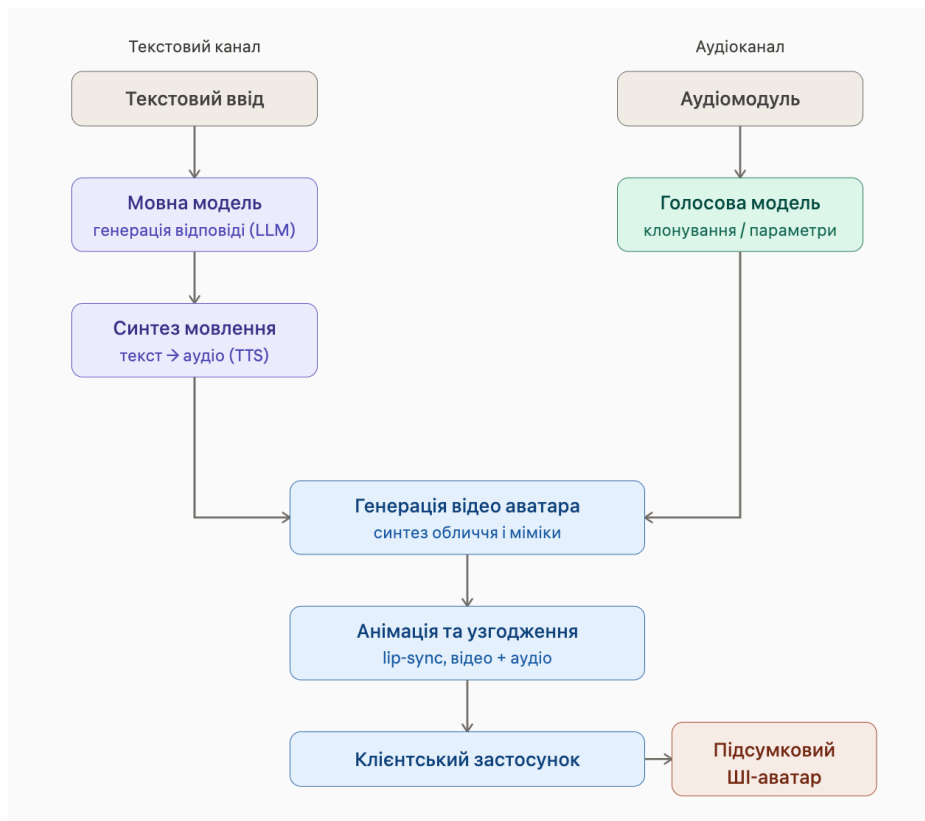 Текстовий канал
Аудіоканал
Текстовий ввід
Аудіомодуль
Мовна модель
генерація відповіді (LLM)
Голосова модель
клонування / параметри
Синтез мовлення
текст → аудіо (TTS)
Генерація відео аватара
синтез обличчя і міміки
Анімація та узгодження
lip-sync, відео + аудіо
Клієнтський застосунок
Підсумковий
ШІ-аватар